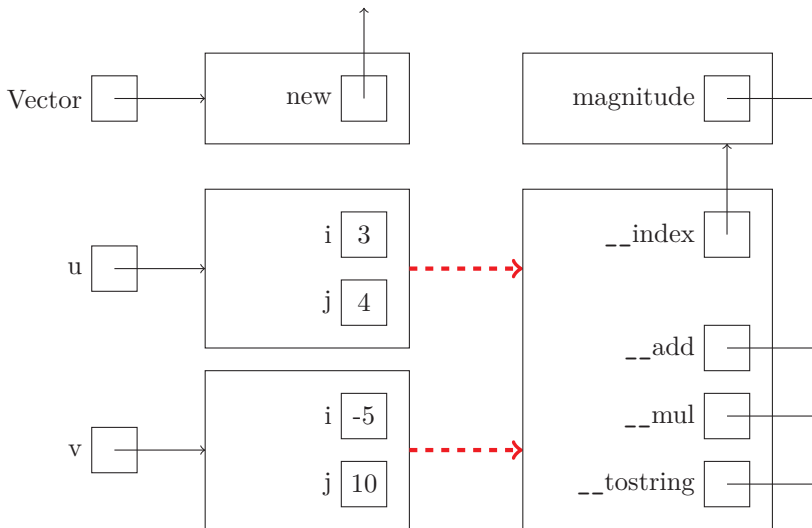 Vector new magnitude
i 3 __index
u
j 4
__add
i -5 __mul
v
j 10 __tostring